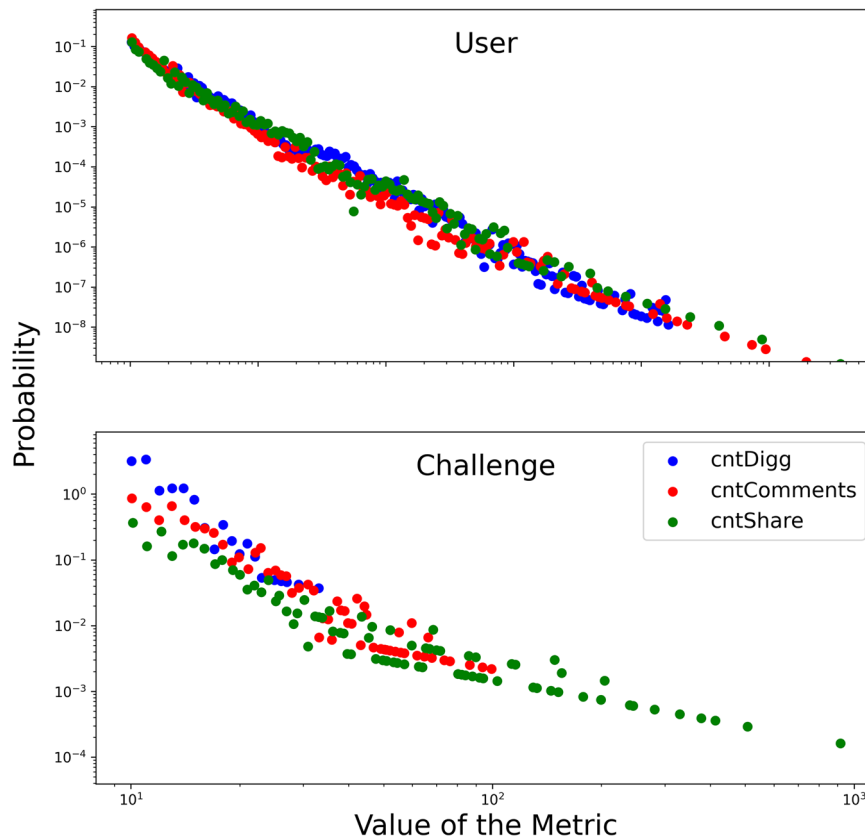 User
10⁻¹
10⁻²
10⁻³
10⁻⁴
10⁻⁵
10⁻⁶
10⁻⁷
10⁻⁸
Probability
Challenge
cntDigg
cntComments
cntShare
10⁰
10⁻¹
10⁻²
10⁻³
10⁻⁴
10¹ 10² 10³
Value of the Metric